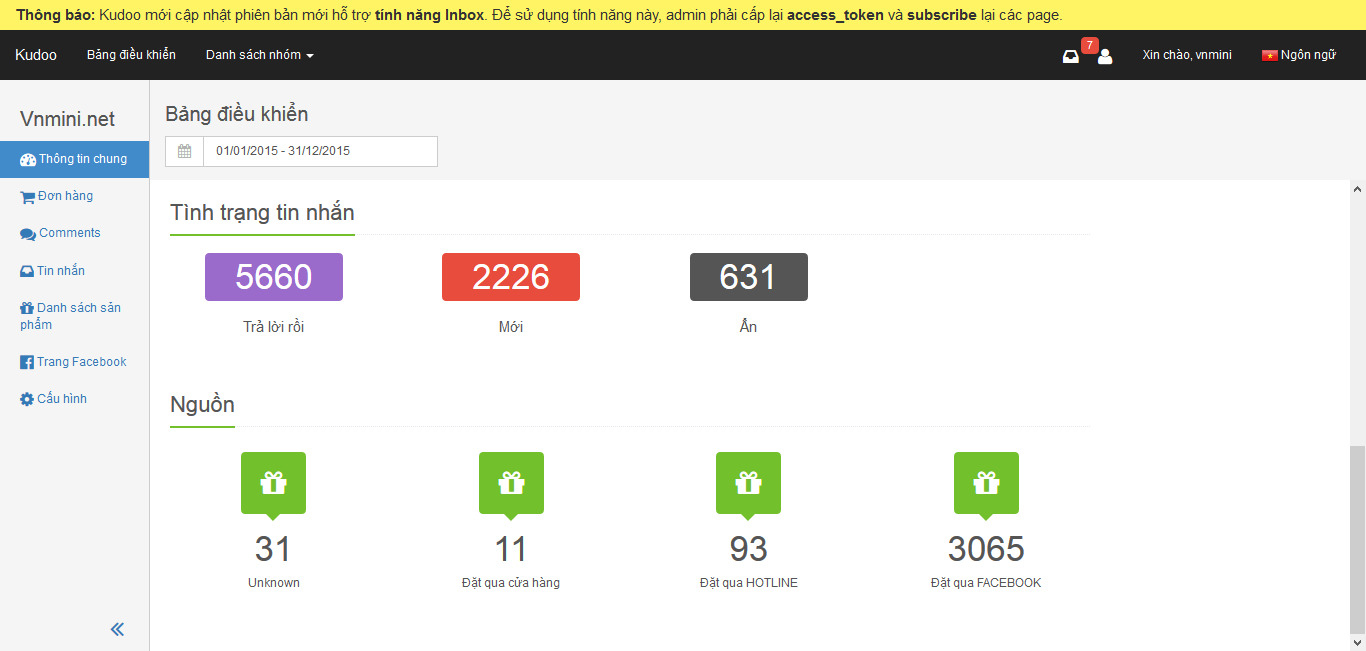 Thông báo: Kudoo mới cập nhật phiên bản mới hỗ trợ tính năng Inbox. Để sử dụng tính năng này, admin phải cấp lại access_token và subscribe lại các page.
Kudoo Bảng điều khiển Danh sách nhóm 7 Xin chào, vnmini Ngôn ngữ
Vnmini.net
Thông tin chung
Đơn hàng
Comments
Tin nhắn
Danh sách sản
phẩm
Trang Facebook
Cấu hình
Bảng điều khiển
01/01/2015 - 31/12/2015
Tình trạng tin nhắn
5660 2226 631
Trả lời rồi Mới Ẩn
Nguồn
31 11 93 3065
Unknown Đặt qua cửa hàng Đặt qua HOTLINE Đặt qua FACEBOOK